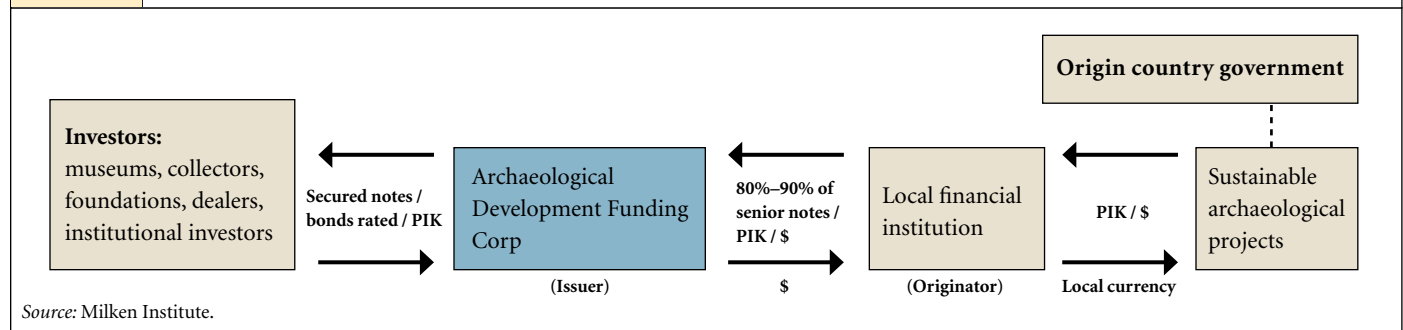 Origin country government
Investors:
museums, collectors,
foundations, dealers,
institutional investors
Secured notes /
bonds rated / PIK
Archaeological
Development Funding
Corp
(Issuer)
80%–90% of
senior notes /
PIK / $
$
Local financial
institution
(Originator)
PIK / $
Local currency
Sustainable
archaeological
projects
Source: Milken Institute.